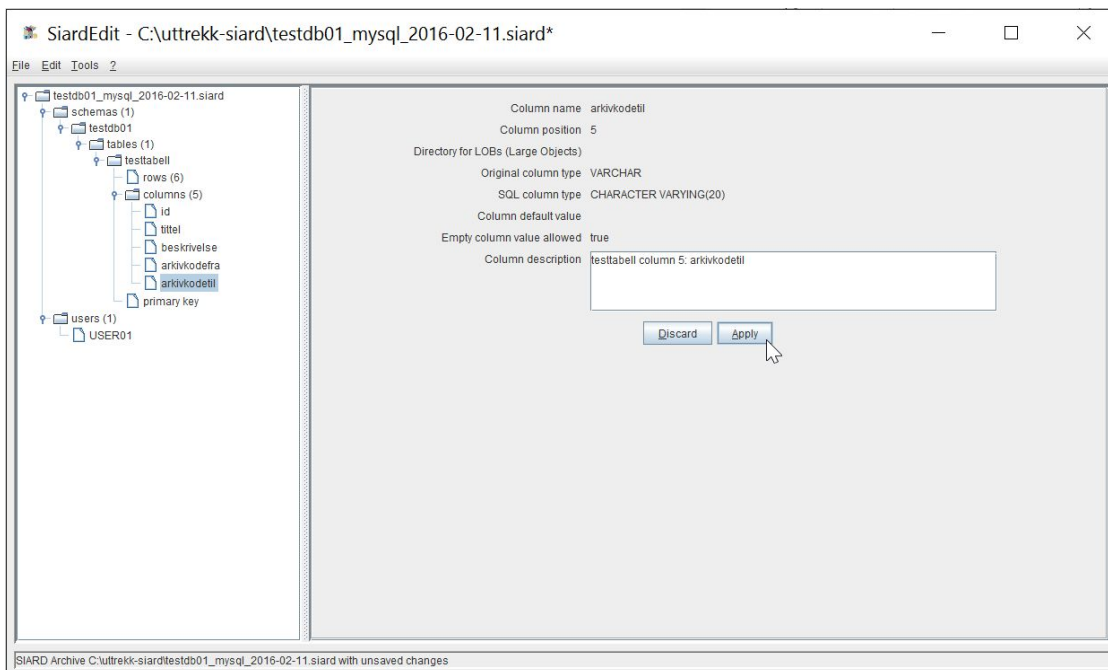 SiardEdit - C:\uttrekk-siard\testdb01_mysql_2016-02-11.siard*
File Edit Tools ?
testdb01_mysql_2016-02-11.siard
schemas (1)
testdb01
tables (1)
testtabell
rows (6)
columns (5)
id
tittel
beskrivelse
arkivkodefra
arkivkodetil
primary key
users (1)
USER01
Column name arkivkodetil
Column position 5
Directory for LOBs (Large Objects)
Original column type VARCHAR
SQL column type CHARACTER VARYING(20)
Column default value
Empty column value allowed true
Column description testtabell column 5: arkivkodetil
Discard Apply
SIARD Archive C:\uttrekk-siard\testdb01_mysql_2016-02-11.siard with unsaved changes